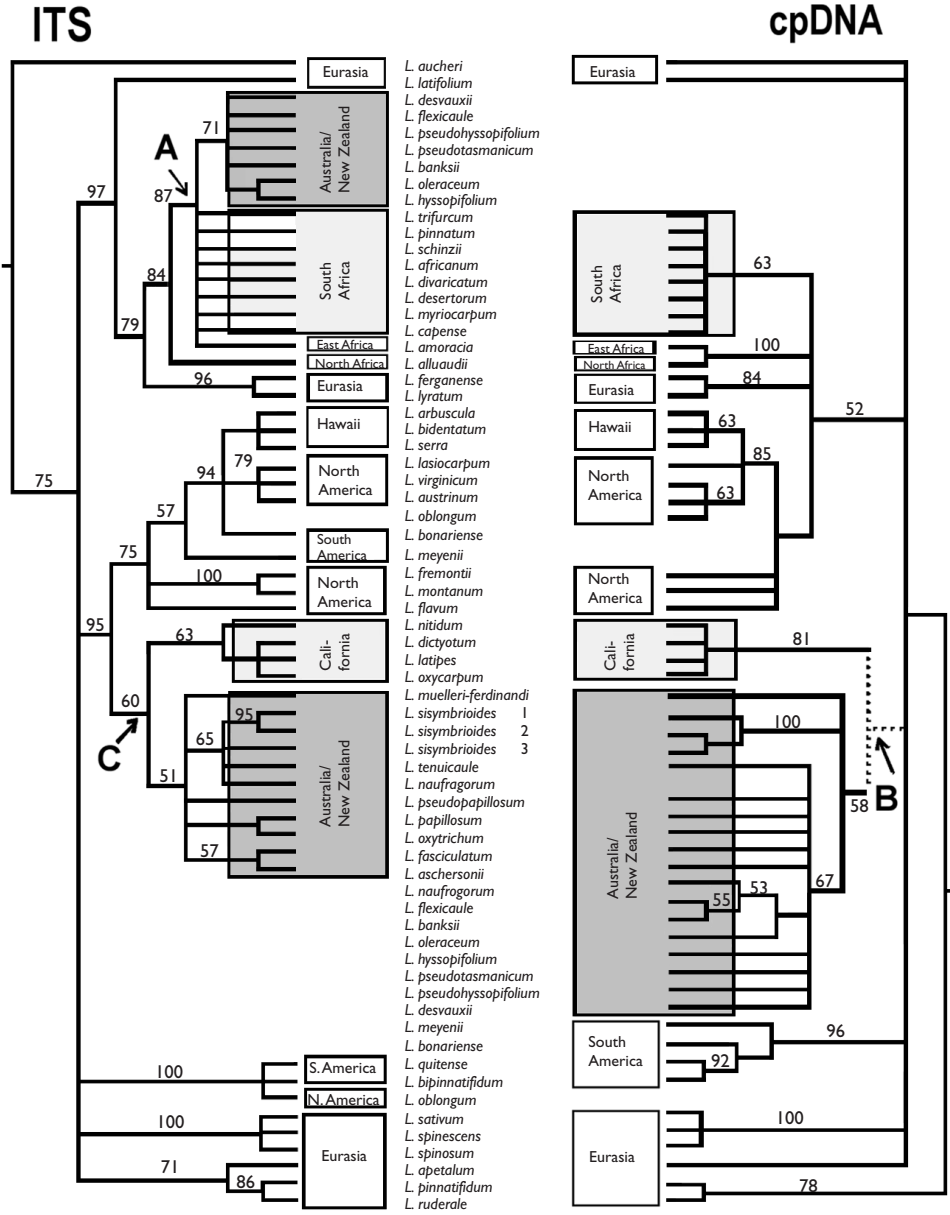 ITS
cpDNA
Eurasia
L. aucheri
L. latifolium
Eurasia
L. desvauxii
L. flexicaule
L. pseudohyssopifolium
L. pseudotasmanicum
L. banksii
L. oleraceum
L. hyssopifolium
Australia/
New Zealand
71
A
97
87
L. trifurcum
L. pinnatum
L. schinzii
L. africanum
L. divaricatum
L. desertorum
L. myriocarpum
L. capense
South
Africa
South
Africa
63
84
79
East Africa
L. amoracia
East Africa
North Africa
L. alluaudii
North Africa
100
96
Eurasia
L. ferganense
L. lyratum
Eurasia
84
52
Hawaii
L. arbuscula
L. bidentatum
L. serra
Hawaii
63
79
94
North
America
L. lasiocarpum
L. virginicum
L. austrinum
L. oblongum
North
America
85
63
75
57
South
America
L. bonariense
L. meyenii
75
100
North
America
L. fremontii
L. montanum
L. flavum
North
America
95
63
Cali-
fornia
L. nitidum
L. dictyotum
L. latipes
L. oxycarpum
Cali-
fornia
81
60
C
L. muelleri-ferdinandi
L. sisymbrioides 1
L. sisymbrioides 2
L. sisymbrioides 3
L. tenuicaule
L. naufragorum
L. pseudopapillosum
L. papillosum
L. oxytrichum
L. fasciculatum
L. aschersonii
L. naufrogorum
L. flexicaule
L. banksii
L. oleraceum
L. hyssopifolium
L. pseudotasmanicum
L. pseudohyssopifolium
L. desvauxii
L. meyenii
L. bonariense
95
65
51
57
Australia/
New Zealand
Australia/
New Zealand
100
B
58
67
53
55
South
America
96
92
100
S. America
L. quitense
L. bipinnatifidum
N. America
L. oblongum
100
Eurasia
L. sativum
L. spinescens
L. spinosum
L. apetalum
L. pinnatifidum
L. ruderale
71
86
Eurasia
100
78